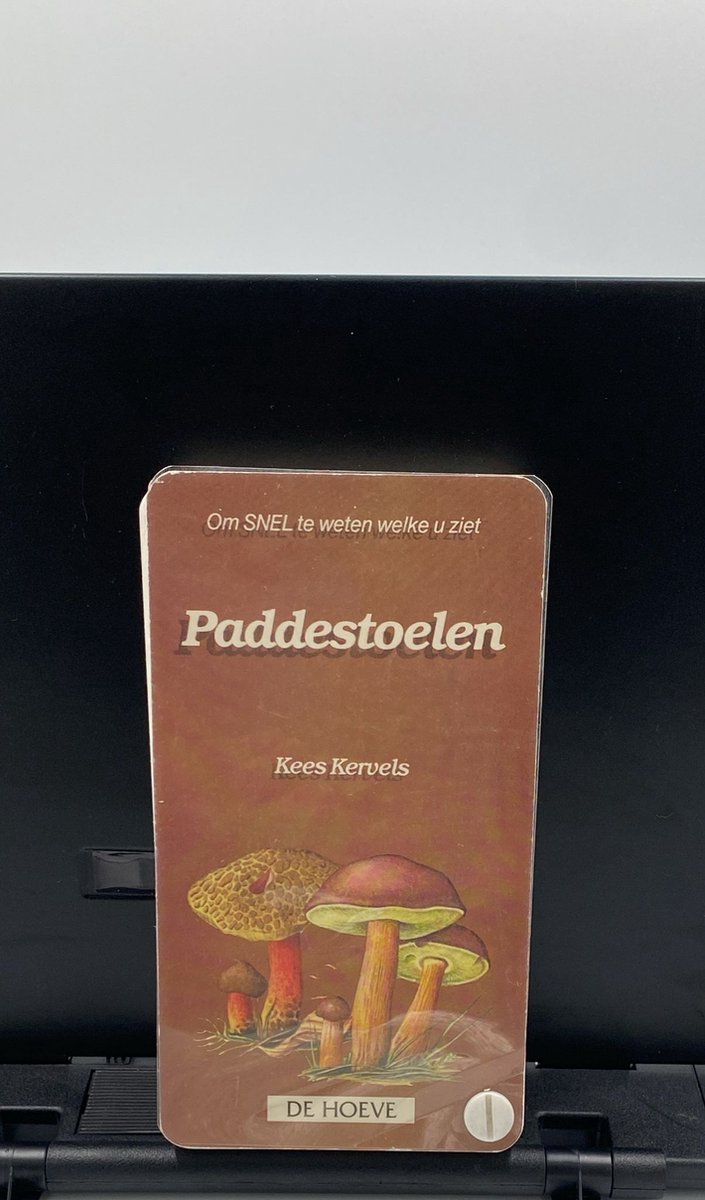 Om SNEL te weten welke u ziet
Paddestoelen
Kees Kervels
DE HOEVE